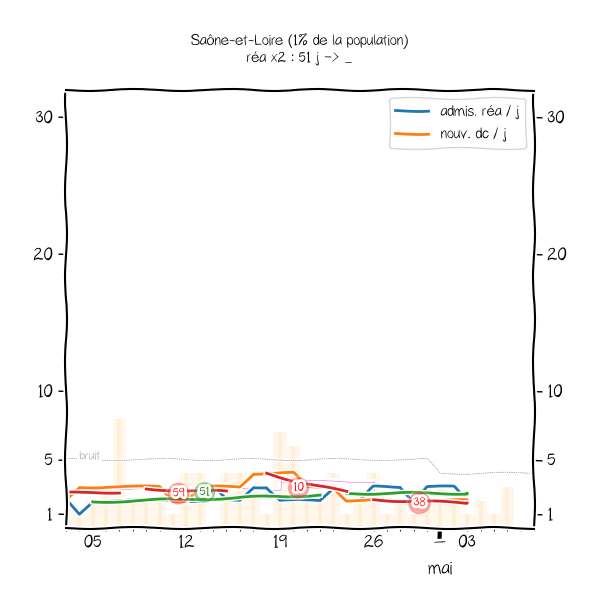 Saône-et-Loire (1% de la population)
réa x2 : 51 j -> _
admis. réa / j
nouv. dc / j
30 30
20 20
10 10
5 bruit 5
59 51 10 38
1 1
05 12 19 26 03
mai